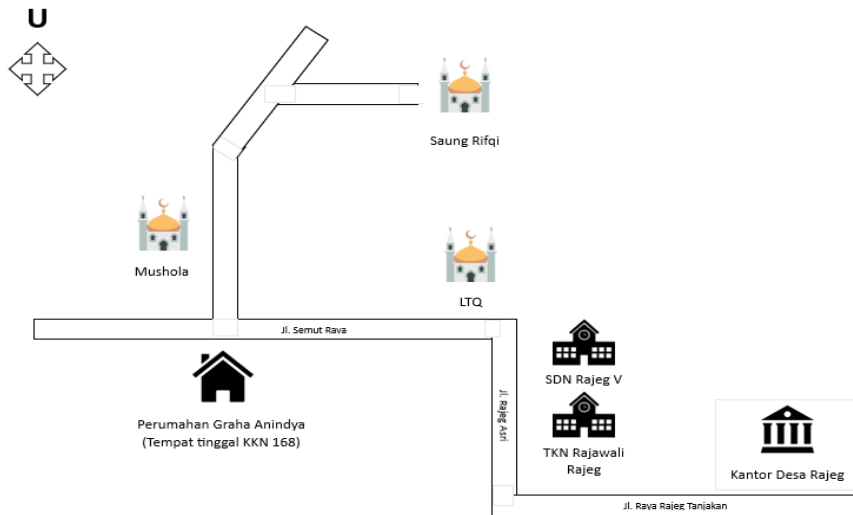 U
Saung Rifqi
Mushola
LTQ
Jl. Semut Raya
SDN Rajeg V
Perumahan Graha Anindya
(Tempat tinggal KKN 168)
Jl. Rajeg Asri
TKN Rajawali
Rajeg
Kantor Desa Rajeg
Jl. Raya Rajeg Tanjakan